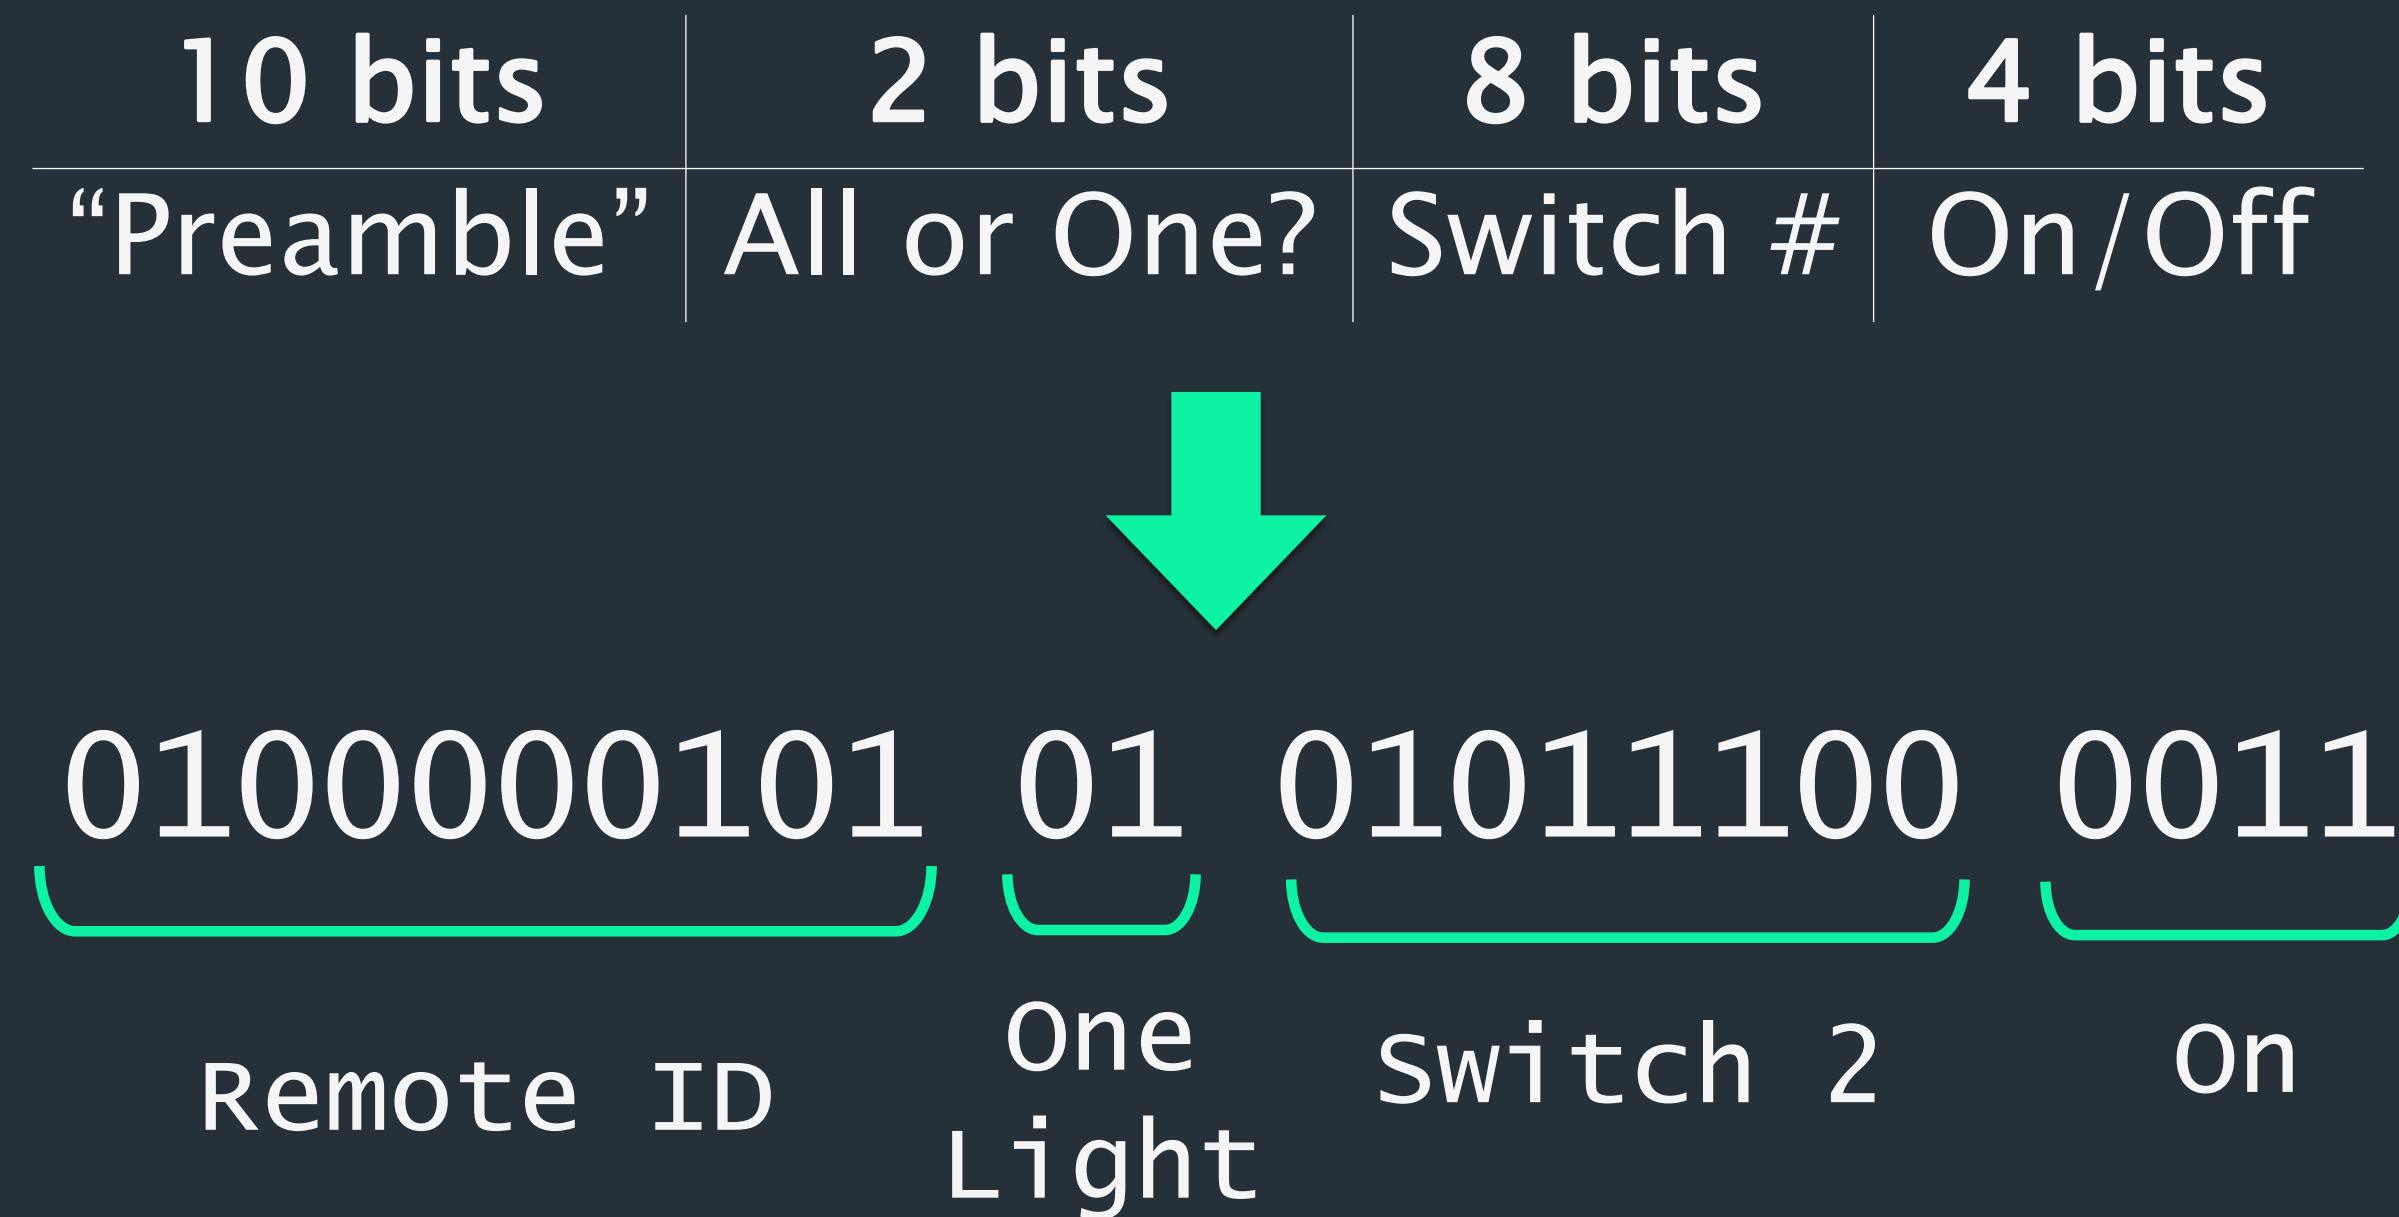 10 bits 2 bits 8 bits 4 bits
“Preamble” All or One? Switch # On/Off
0100000101 01 01011100 0011
Remote ID One Light Switch 2 On